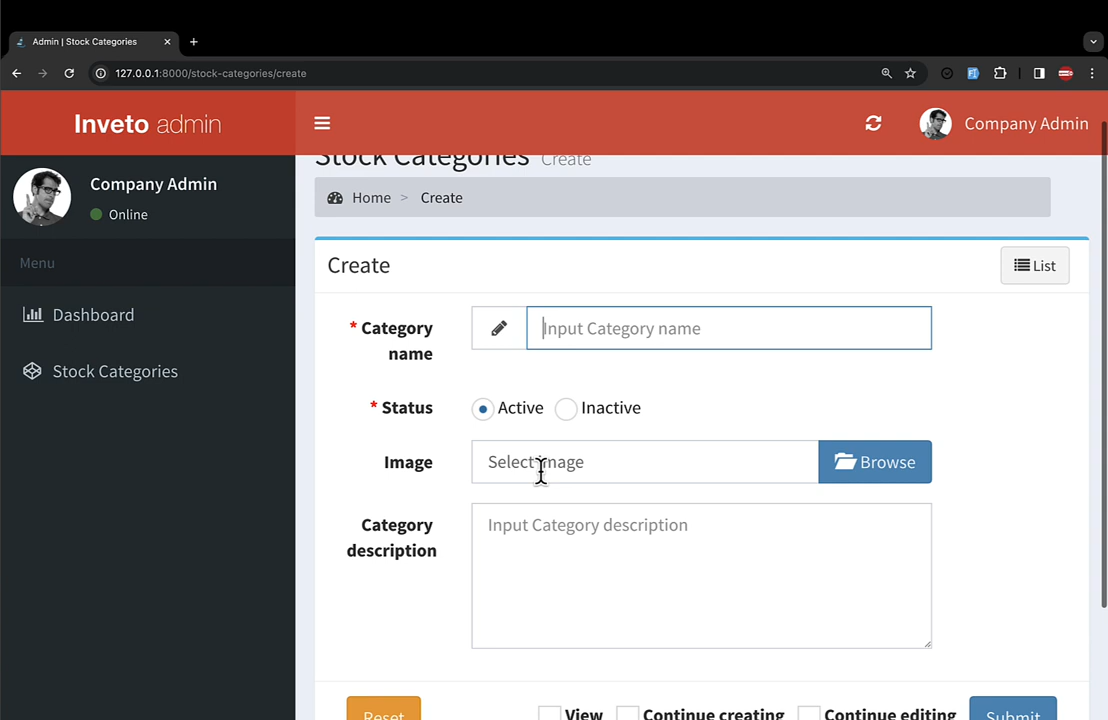 Admin | Stock Categories
127.0.0.1:8000/stock-categories/create
Inveto admin
Company Admin
Company Admin
Online
Menu
Dashboard
Stock Categories
Stock Categories Create
Home > Create
Create
List
* Category name
Input Category name
* Status
Active
Inactive
Image
Select image
Browse
Category description
Input Category description
Reset
View
Continue creating
Continue editing
Submit